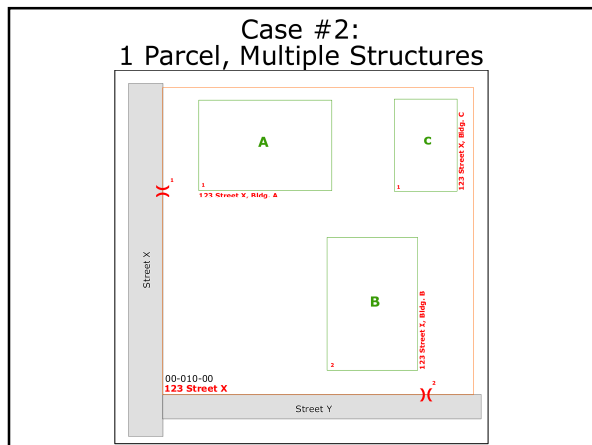 Case #2:
1 Parcel, Multiple Structures
A
1
123 Street X, Bldg. A
c
1
123 Street X, Bldg. C
1
Street X
B
2
123 Street I, Bldg. B
00-010-00
123 Street X
2
Street Y